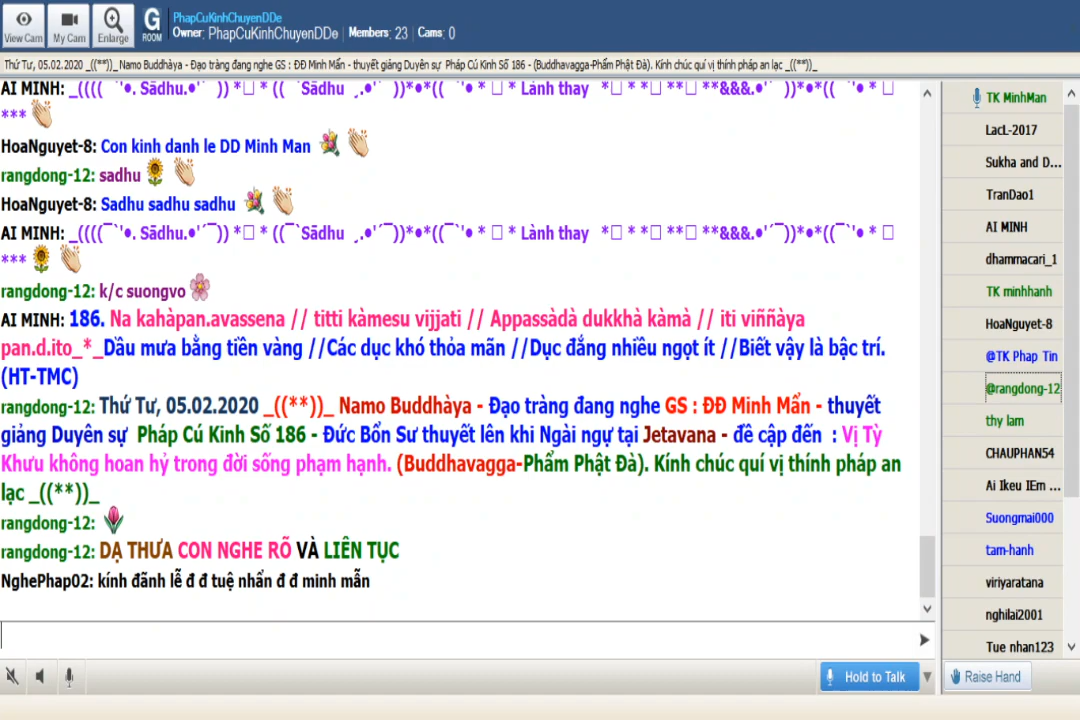 PhapCuKinhChuyenDDe
G ROOM
Owner: PhapCuKinhChuyenDDe Members: 23 Cams: 0
View Cam My Cam Enlarge
Thứ Tư, 05.02.2020 _((**))_ Namo Buddhàya - Đạo tràng đang nghe GS : ĐĐ Minh Mẩn - thuyết giảng Duyên sự Pháp Cú Kinh Số 186 - (Buddhavagga-Phẩm Phật Đà). Kính chúc quí vị thính pháp an lạc _((**))_
AI MINH: _(((( ¯`'●. Sādhu.●'´¯)) *□ * ((¯`Sādhu ¸.●'´¯))*●*((¯`'● * □ * Lành thay *□ * *□ **□ **&&&.●'´¯))*●*((¯`'● * □
***
HoaNguyet-8: Con kinh danh le DD Minh Man
rangdong-12: sadhu
HoaNguyet-8: Sadhu sadhu sadhu
AI MINH: _((((¯`'●. Sādhu.●'´¯)) *□ * ((¯`Sādhu ¸.●'´¯))*●*((¯`'● * □ * Lành thay *□ * *□ **□ **&&&.●'´¯))*●*((¯`'● * □
***
rangdong-12: k/c suongvo
AI MINH: 186. Na kahàpan.avassena // titti kàmesu vijjati // Appassàdà dukkhà kàmà // iti viññàya
pan.d.ito_*_Dầu mưa bằng tiền vàng //Các dục khó thỏa mãn //Dục đắng nhiều ngọt ít //Biết vậy là bậc trí.
(HT-TMC)
rangdong-12: Thứ Tư, 05.02.2020 _((**))_ Namo Buddhàya - Đạo tràng đang nghe GS : ĐĐ Minh Mẩn - thuyết
giảng Duyên sự Pháp Cú Kinh Số 186 - Đức Bổn Sư thuyết lên khi Ngài ngự tại Jetavana - đề cập đến : Vị Tỳ
Khưu không hoan hỷ trong đời sống phạm hạnh. (Buddhavagga-Phẩm Phật Đà). Kính chúc quí vị thính pháp an
lạc _((**))_
rangdong-12:
rangdong-12: DẠ THƯA CON NGHE RÕ VÀ LIÊN TỤC
NghePhap02: kính đãnh lễ đ đ tuệ nhẩn đ đ minh mẫn
Hold to Talk
TK MinhMan
LacL-2017
Sukha and D...
TranDao1
AI MINH
dhammacari_1
TK minhhanh
HoaNguyet-8
@TK Phap Tin
@rangdong-12
thy lam
CHAUPHAN54
Ai Ikeu IEm ...
Suongmai000
tam-hanh
viriyaratana
nghilai2001
Tue nhan123
Raise Hand